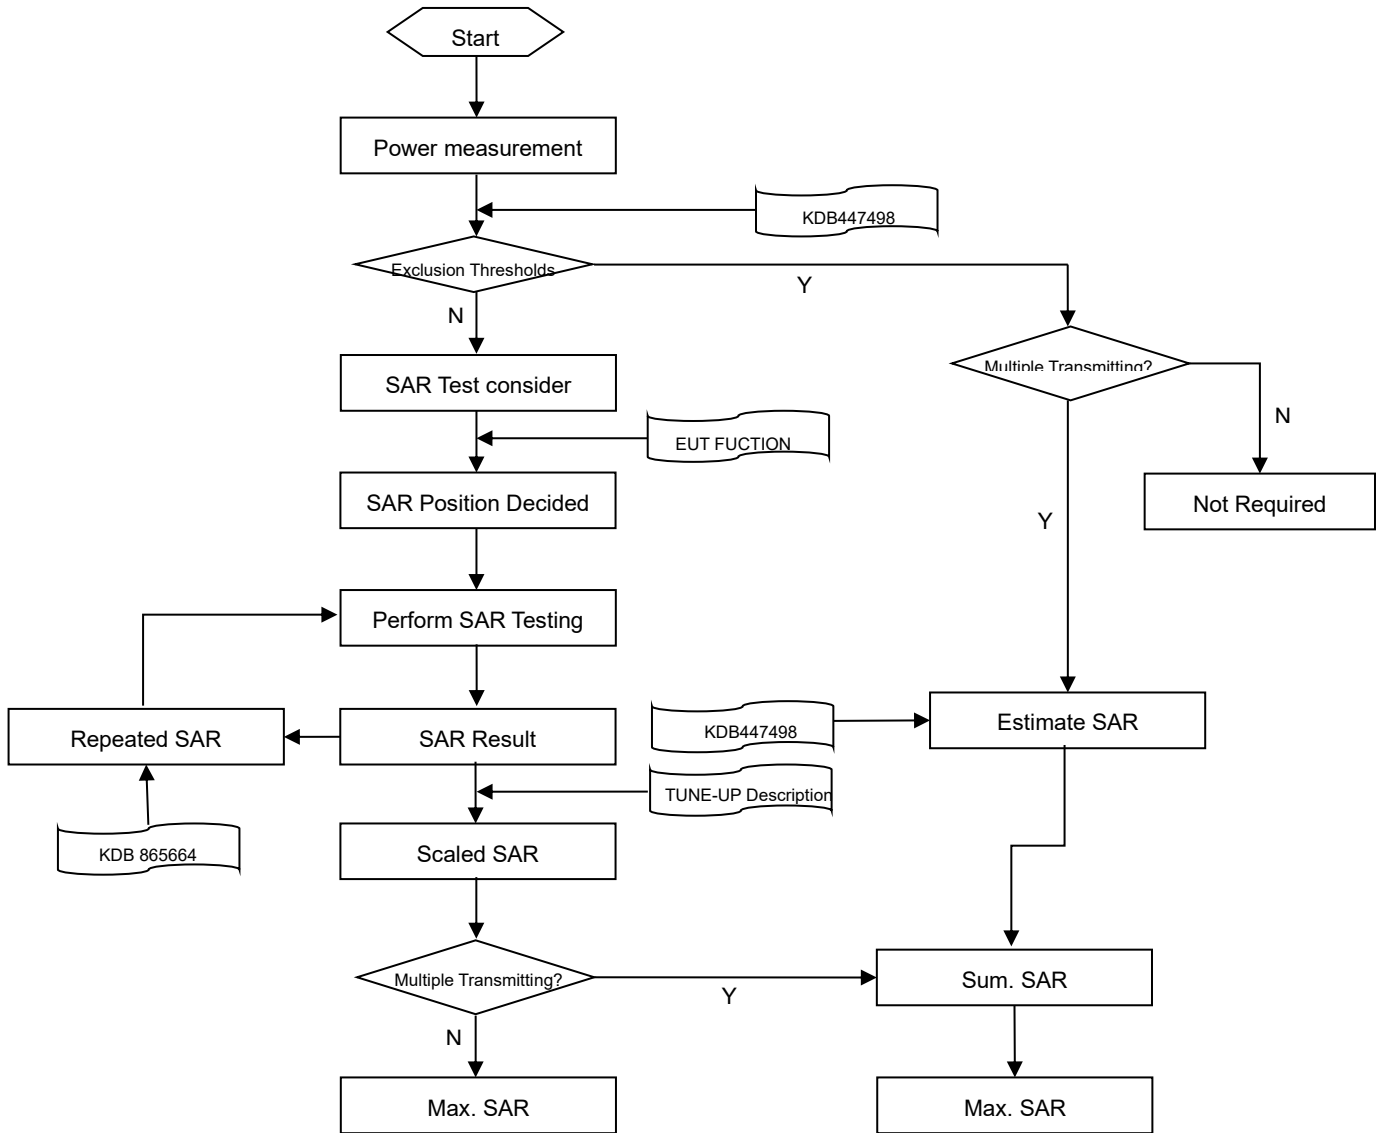 Start
Power measurement
KDB447498
Exclusion Thresholds
Y
N
Multiple Transmitting?
SAR Test consider
N
EUT FUCTION
SAR Position Decided
Not Required
Y
Perform SAR Testing
Repeated SAR
SAR Result
KDB447498
Estimate SAR
TUNE-UP Description
KDB 865664
Scaled SAR
Multiple Transmitting?
Y
Sum. SAR
N
Max. SAR
Max. SAR